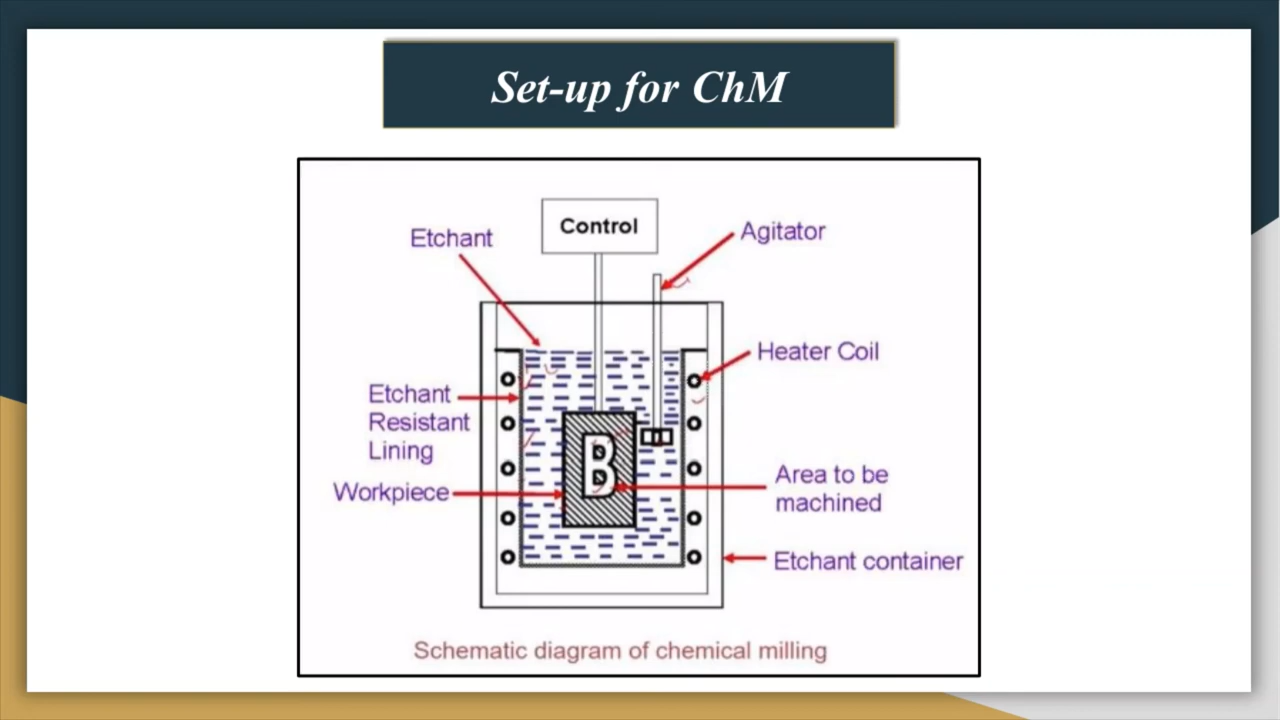 Set-up for ChM
Control
Etchant
Agitator
Heater Coil
Etchant
Resistant
Lining
Workpiece
B
Area to be
machined
Etchant container
Schematic diagram of chemical milling